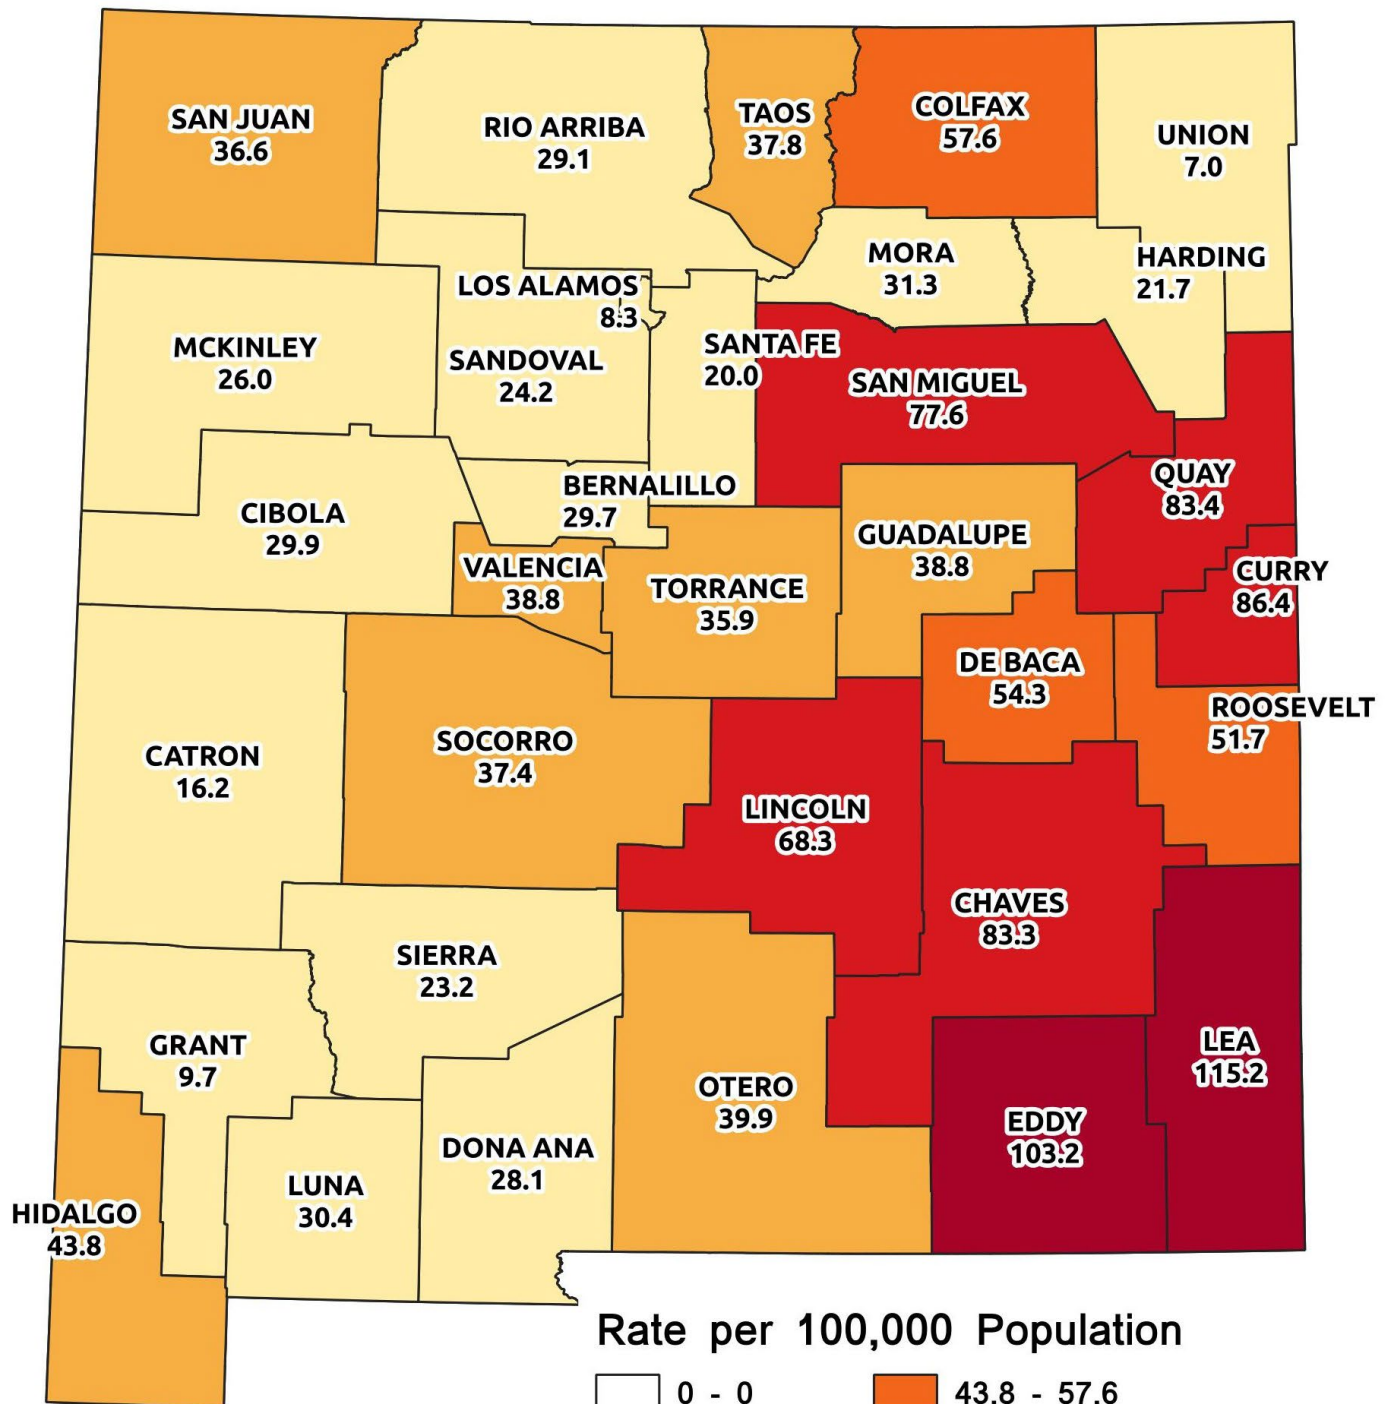 SAN JUAN
36.6
RIO ARRIBA
29.1
TAOS
37.8
COLFAX
57.6
UNION
7.0
MORA
31.3
HARDING
21.7
LOS ALAMOS
8.3
MCKINLEY
26.0
SANDOVAL
24.2
SANTA FE
20.0
SAN MIGUEL
77.6
QUAY
83.4
CIBOLA
29.9
BERNALILLO
29.7
GUADALUPE
38.8
VALENCIA
38.8
TORRANCE
35.9
CURRY
86.4
DE BACA
54.3
ROOSEVELT
51.7
CATRON
16.2
SOCORRO
37.4
LINCOLN
68.3
CHAVES
83.3
SIERRA
23.2
GRANT
9.7
LEA
115.2
OTERO
39.9
EDDY
103.2
DONA ANA
28.1
LUNA
30.4
HIDALGO
43.8
Rate per 100,000 Population
0 - 0
43.8 - 57.6